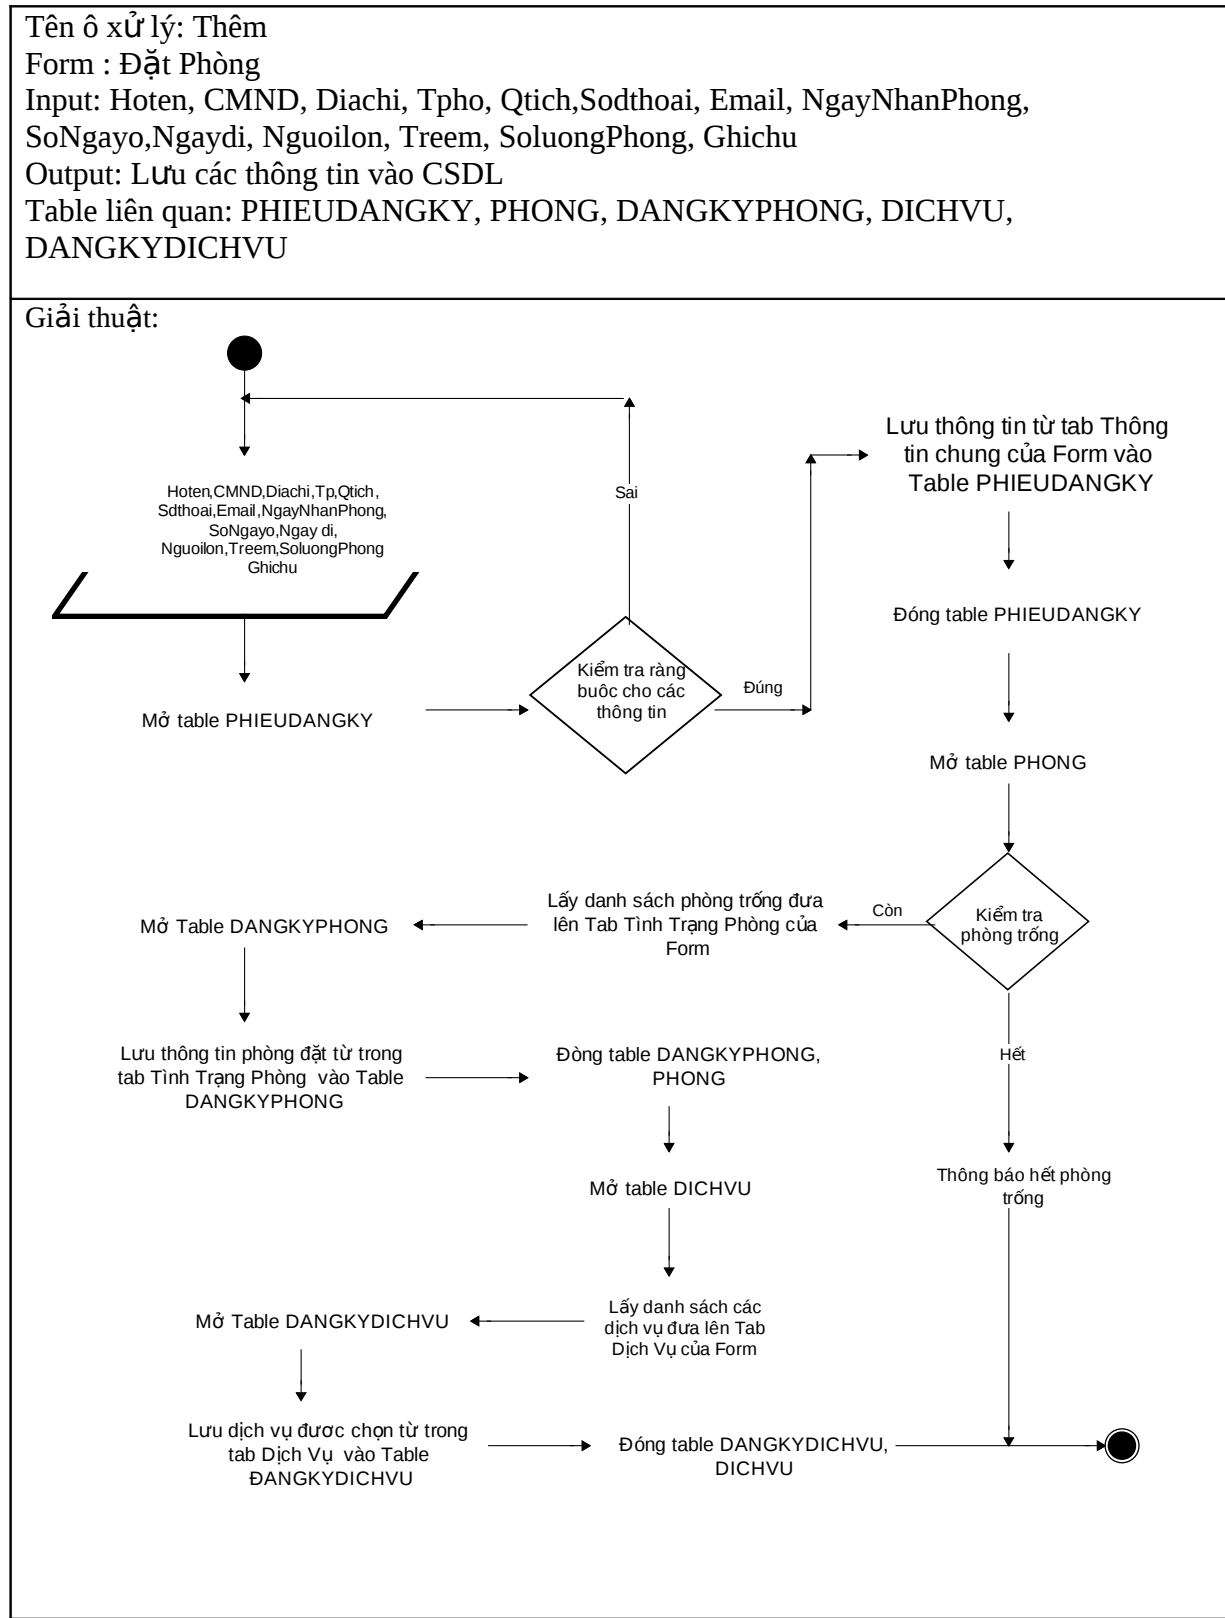 Tên ô xử lý: Thêm
Form : Đặt Phòng
Input: Hoten, CMND, Diachi, Tpho, Qtich,Sodthoai, Email, NgayNhanPhong,
SoNgayo,Ngaydi, Nguoilon, Treem, SoluongPhong, Ghichu
Output: Lưu các thông tin vào CSDL
Table liên quan: PHIEUDANGKY, PHONG, DANGKYPHONG, DICHVU,
DANGKYDICHVU
Giải thuật:
Hoten,CMND,Diachi,Tp,Qtich,
Sdthoai,Email,NgayNhanPhong,
SoNgayo,Ngay di,
Nguoilon,Treem,SoluongPhong
Ghichu
Sai
Lưu thông tin từ tab Thông
tin chung của Form vào
Table PHIEUDANGKY
Đóng table PHIEUDANGKY
Mở table PHIEUDANGKY
Kiểm tra ràng
buôc cho các
thông tin
Đúng
Mở table PHONG
Kiểm tra
phòng trống
Còn
Lấy danh sách phòng trống đưa
lên Tab Tình Trạng Phòng của
Form
Mở Table DANGKYPHONG
Lưu thông tin phòng đặt từ trong
tab Tình Trạng Phòng vào Table
DANGKYPHONG
Đòng table DANGKYPHONG,
PHONG
Hết
Mở table DICHVU
Thông báo hết phòng
trống
Lấy danh sách các
dịch vụ đưa lên Tab
Dịch Vụ của Form
Mở Table DANGKYDICHVU
Lưu dịch vụ đươc chọn từ trong
tab Dịch Vụ vào Table
ĐANGKYDICHVU
Đóng table DANGKYDICHVU,
DICHVU